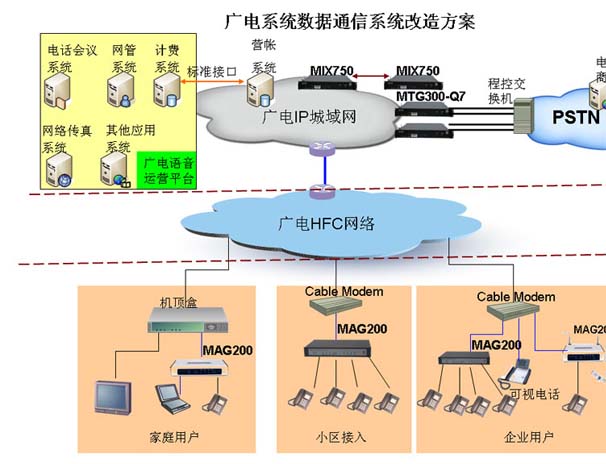 广电系统数据通信系统改造方案
电话会议
系统
网管
系统
计费
系统
标准接口
营帐
系统
MIX750
MIX750
MTG300-Q7
程控交
换机
电
商
PSTN
广电IP城域网
网络传真
系统
其他应用
系统
广电语音
运营平台
广电HFC网络
机顶盒
MAG200
家庭用户
Cable Modem
MAG200
小区接入
Cable Modem
MAG200
MAG20
可视电话
企业用户